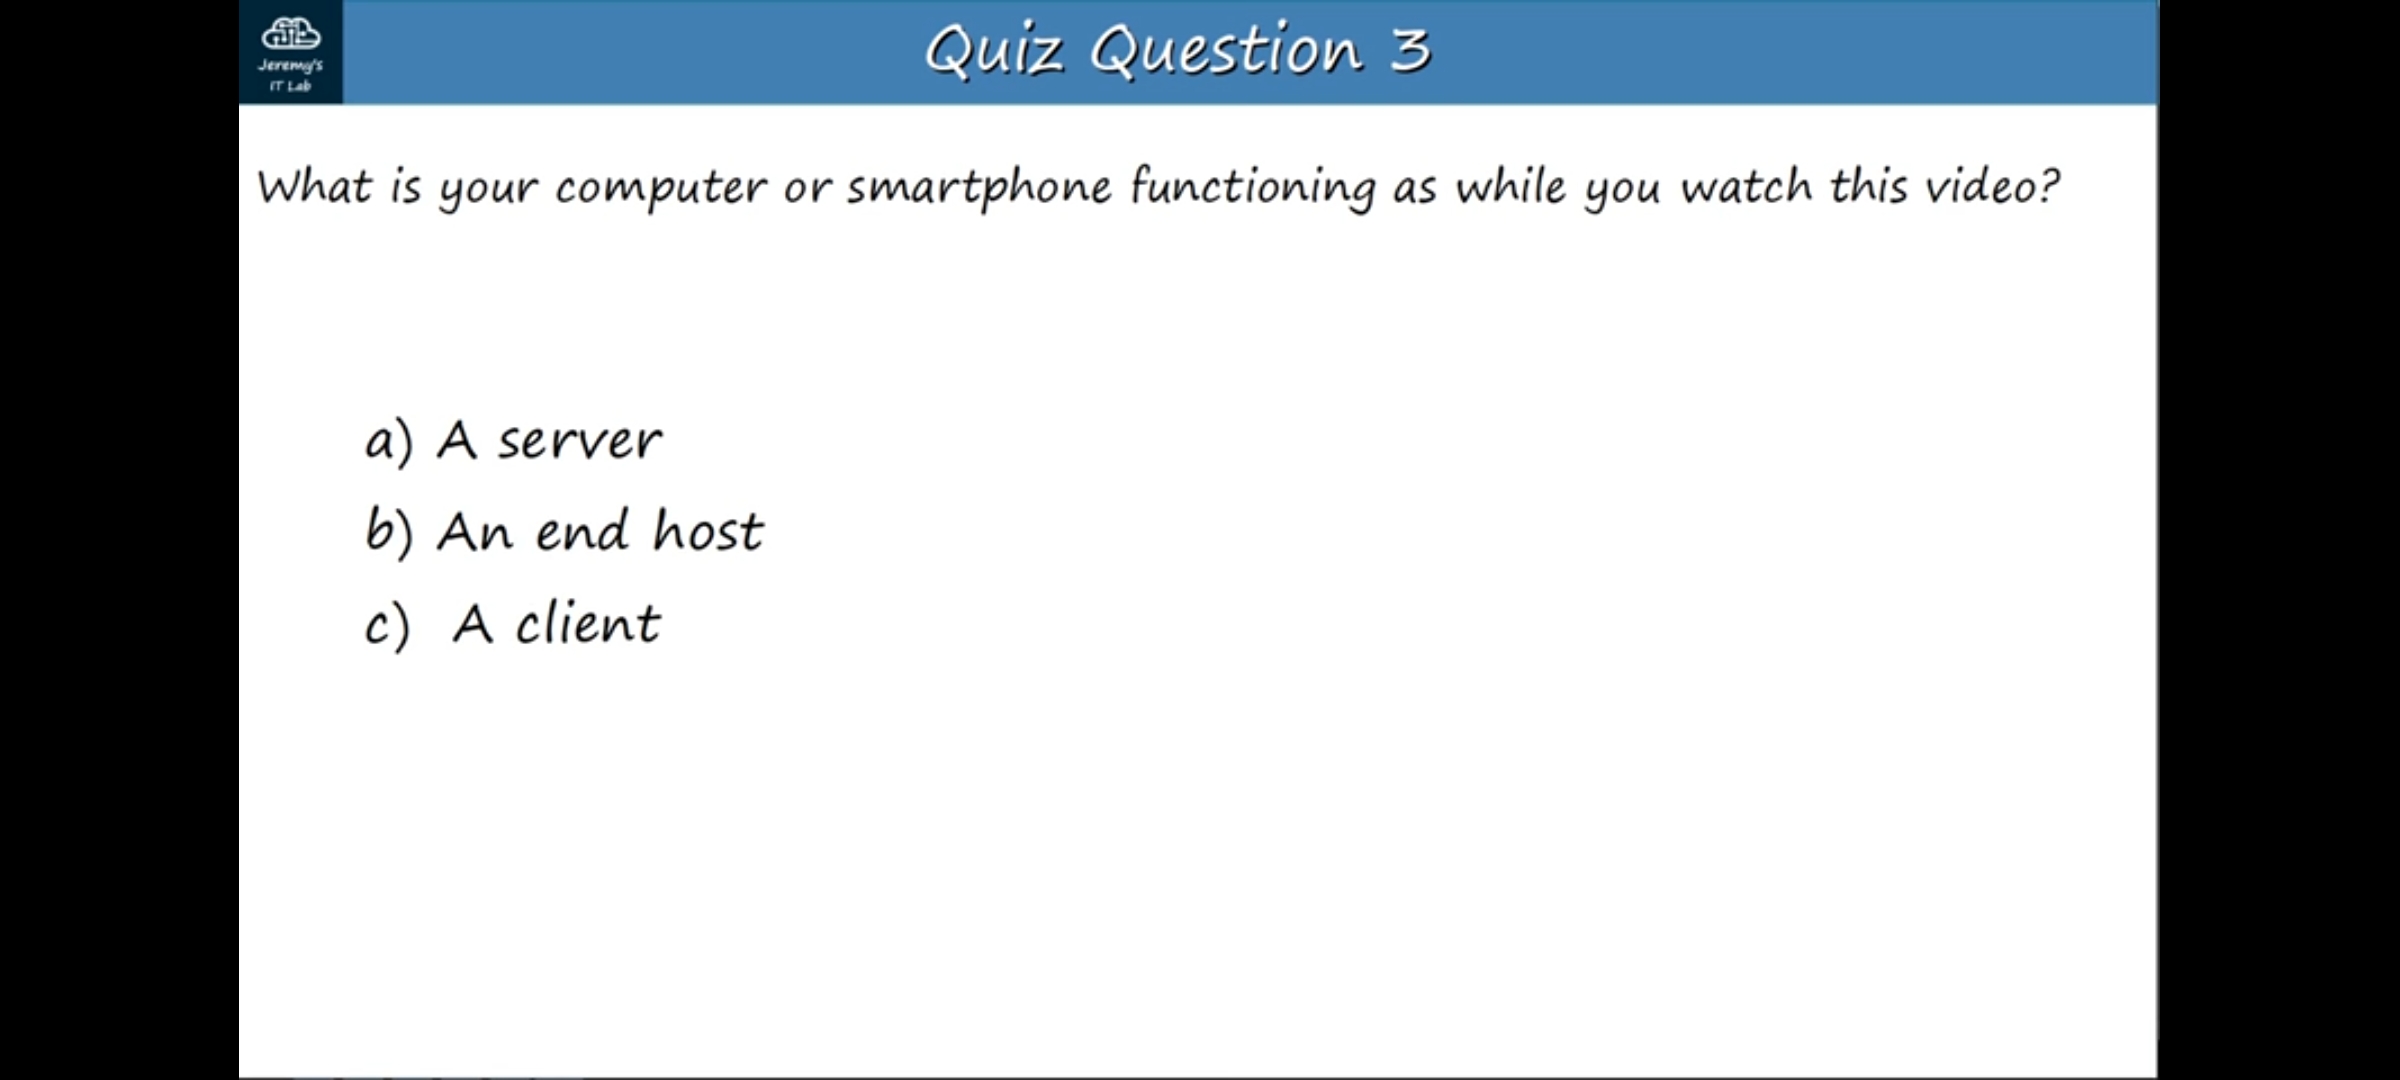 Jeremy's
IT Lab
Quiz Question 3
What is your computer or smartphone functioning as while you watch this video?
a) A server
b) An end host
c) A client